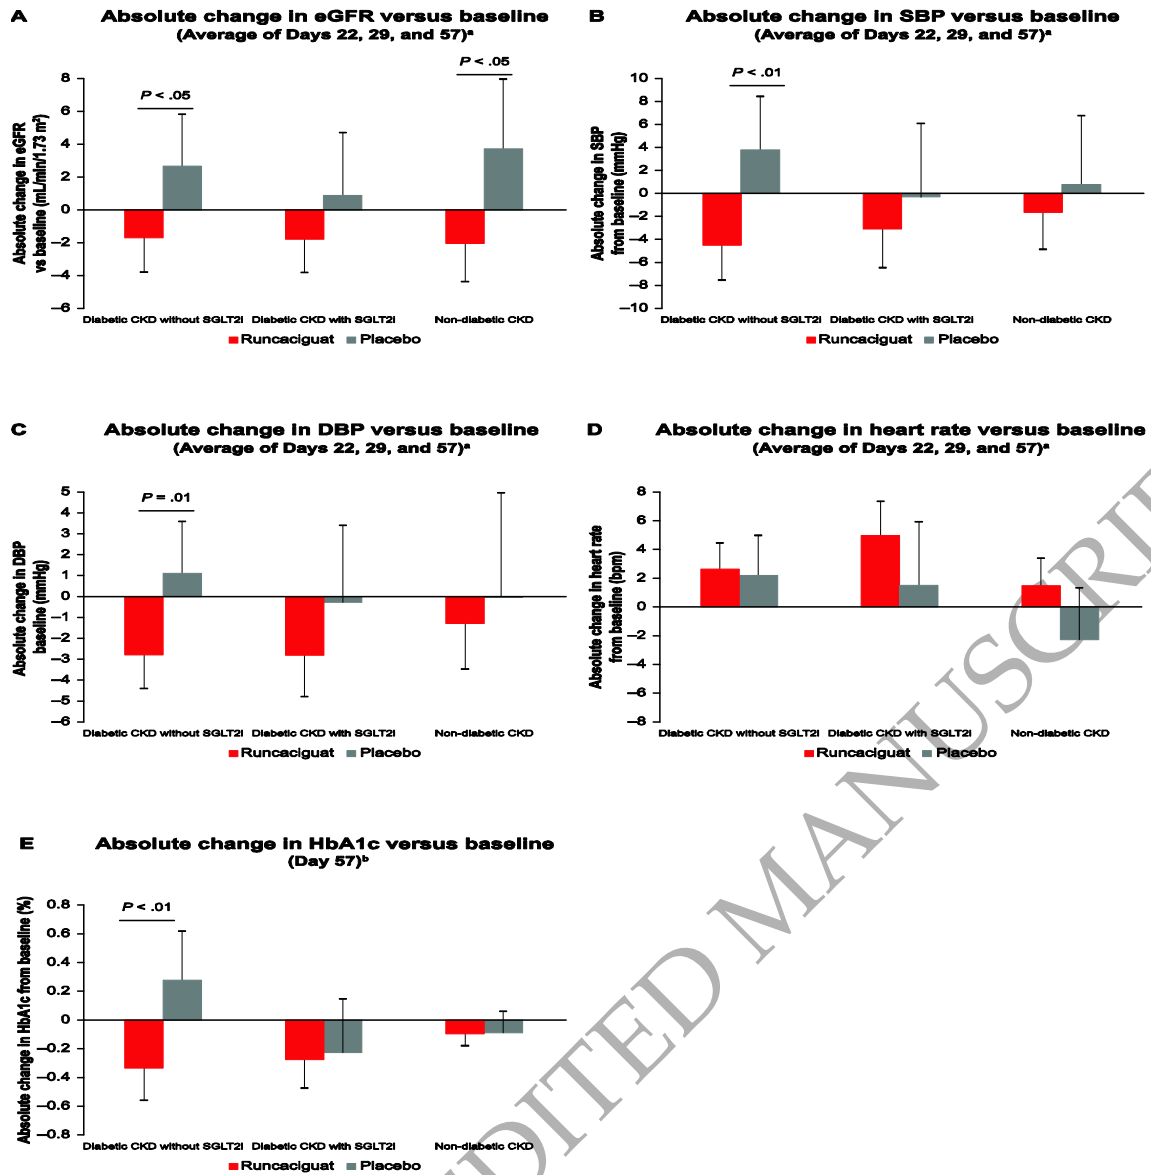 A Absolute change in eGFR versus baseline
(Average of Days 22, 29, and 57)ᵃ
Absolute change in eGFR
vs baseline (mL/min/1.73 m²)
8
6
4
2
0
–2
–4
–6
P < .05
P < .05
Diabetic CKD without SGLT2i Diabetic CKD with SGLT2i Non-diabetic CKD
Runcaciguat Placebo
B Absolute change in SBP versus baseline
(Average of Days 22, 29, and 57)ᵃ
Absolute change in SBP
from baseline (mmHg)
10
8
6
4
2
0
–2
–4
–6
–8
–10
P < .01
Diabetic CKD without SGLT2i Diabetic CKD with SGLT2i Non-diabetic CKD
Runcaciguat Placebo
C Absolute change in DBP versus baseline
(Average of Days 22, 29, and 57)ᵃ
Absolute change in DBP
baseline (mmHg)
5
4
3
2
1
0
–1
–2
–3
–4
–5
–6
P = .01
Diabetic CKD without SGLT2i Diabetic CKD with SGLT2i Non-diabetic CKD
Runcaciguat Placebo
D Absolute change in heart rate versus baseline
(Average of Days 22, 29, and 57)ᵃ
Absolute change in heart rate
from baseline (bpm)
8
6
4
2
0
–2
–4
–6
–8
Diabetic CKD without SGLT2i Diabetic CKD with SGLT2i Non-diabetic CKD
Runcaciguat Placebo
E Absolute change in HbA1c versus baseline
(Day 57)ᵇ
Absolute change in HbA1c from baseline (%)
0.8
0.6
0.4
0.2
0
–0.2
–0.4
–0.6
–0.8
P < .01
Diabetic CKD without SGLT2i Diabetic CKD with SGLT2i Non-diabetic CKD
Runcaciguat Placebo
EDITED MANUSCRI